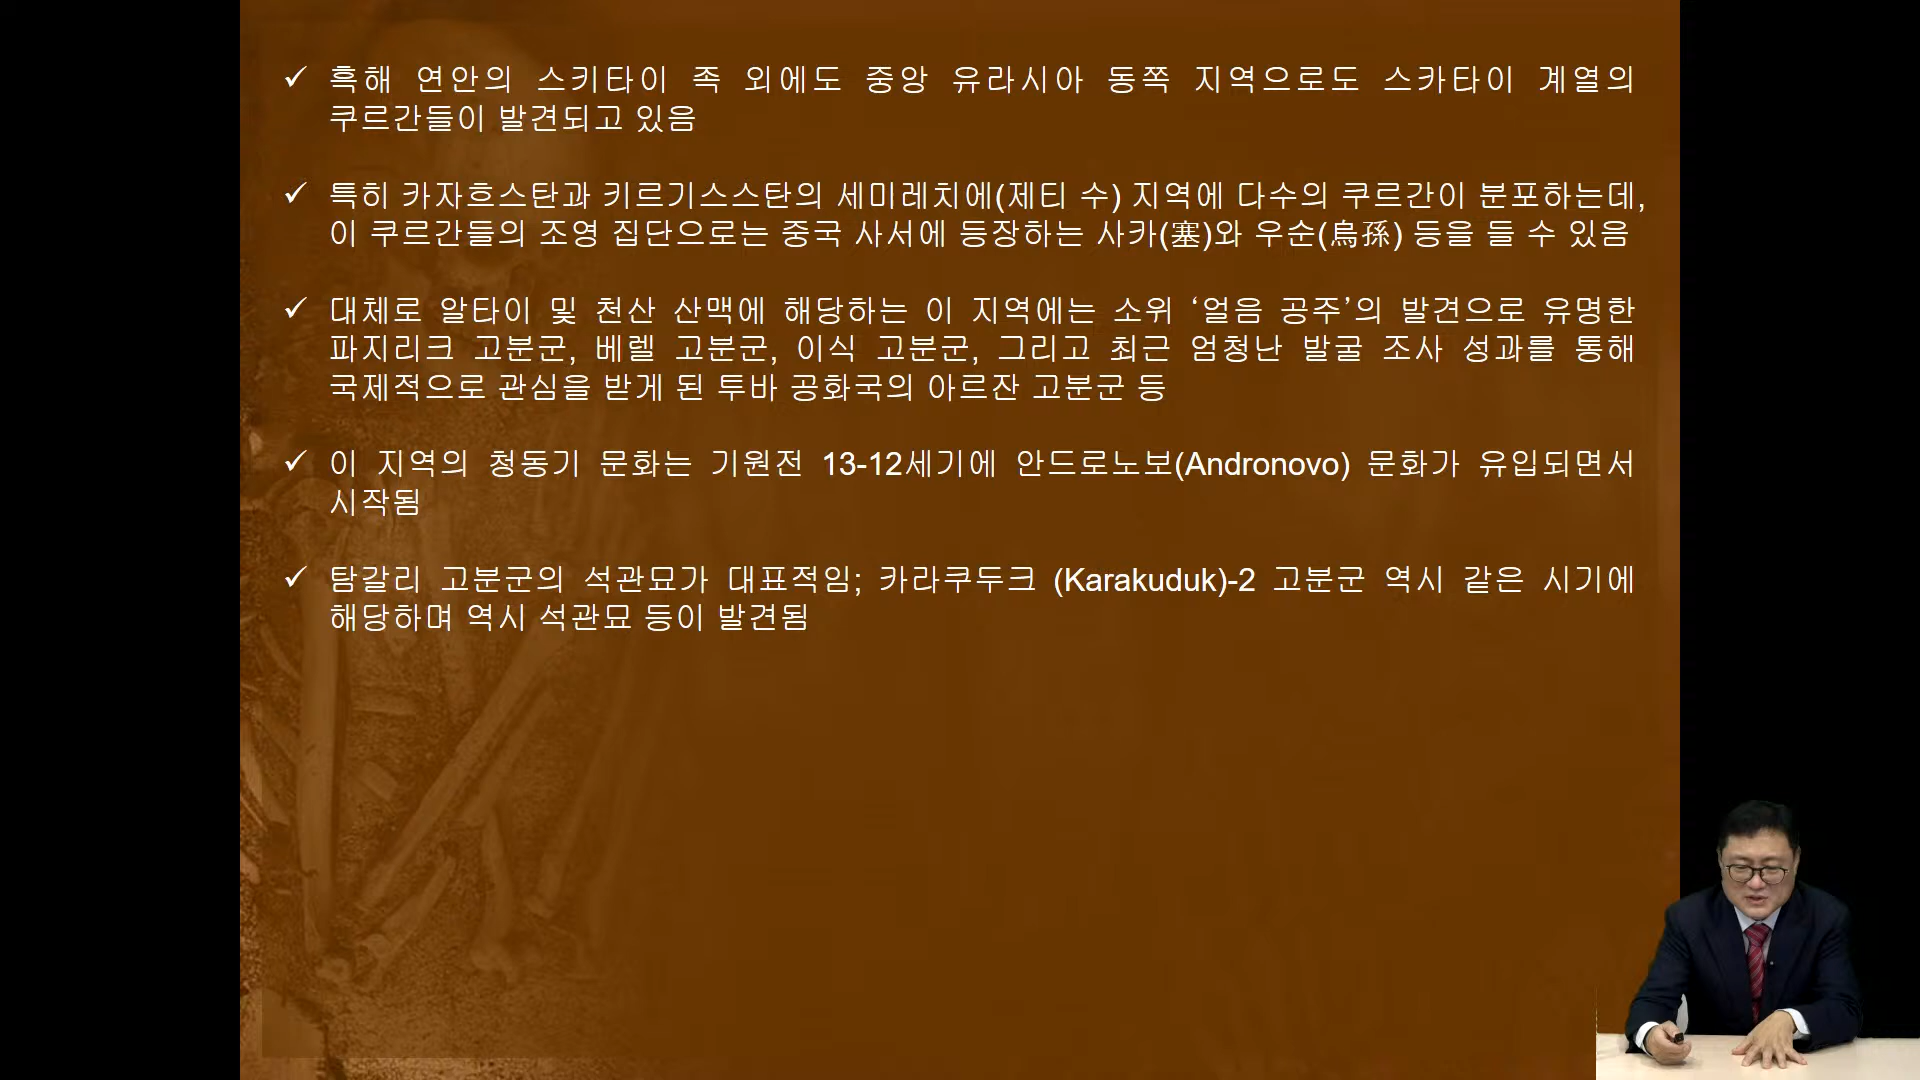 ✓ 흑해 연안의 스키타이 족 외에도 중앙 유라시아 동쪽 지역으로도 스카타이 계열의
쿠르간들이 발견되고 있음
✓ 특히 카자흐스탄과 키르기스스탄의 세미레치에(제티 수) 지역에 다수의 쿠르간이 분포하는데,
이 쿠르간들의 조영 집단으로는 중국 사서에 등장하는 사카(塞)와 우순(烏孫) 등을 들 수 있음
✓ 대체로 알타이 및 천산 산맥에 해당하는 이 지역에는 소위 ‘얼음 공주’의 발견으로 유명한
파지리크 고분군, 베렐 고분군, 이식 고분군, 그리고 최근 엄청난 발굴 조사 성과를 통해
국제적으로 관심을 받게 된 투바 공화국의 아르잔 고분군 등
✓ 이 지역의 청동기 문화는 기원전 13-12세기에 안드로노보(Andronovo) 문화가 유입되면서
시작됨
✓ 탐갈리 고분군의 석관묘가 대표적임; 카라쿠두크 (Karakuduk)-2 고분군 역시 같은 시기에
해당하며 역시 석관묘 등이 발견됨